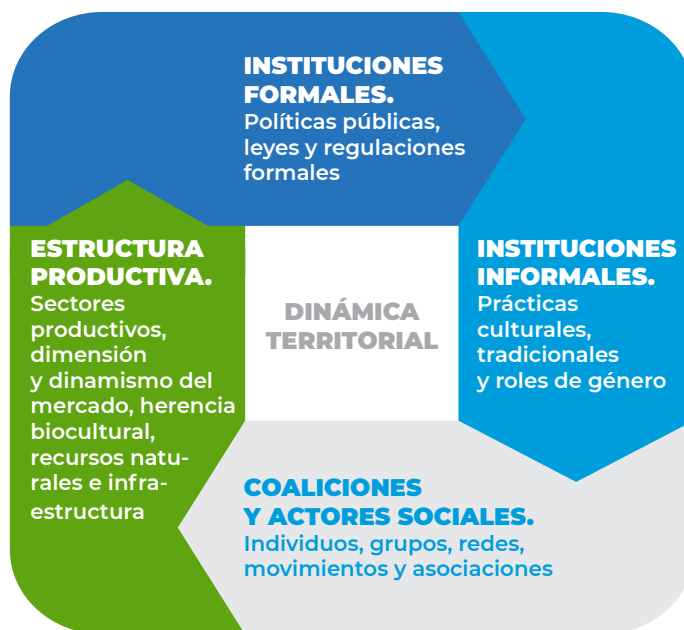 INSTITUCIONES
FORMALES.
Políticas públicas,
leyes y regulaciones
formales
ESTRUCTURA
PRODUCTIVA.
Sectores
productivos,
dimensión
y dinamismo del
mercado, herencia
biocultural,
recursos natu-
rales e infra-
estructura
DINÁMICA
TERRITORIAL
INSTITUCIONES
INFORMALES.
Prácticas
culturales,
tradicionales
y roles de género
COALICIONES
Y ACTORES SOCIALES.
Individuos, grupos, redes,
movimientos y asociaciones